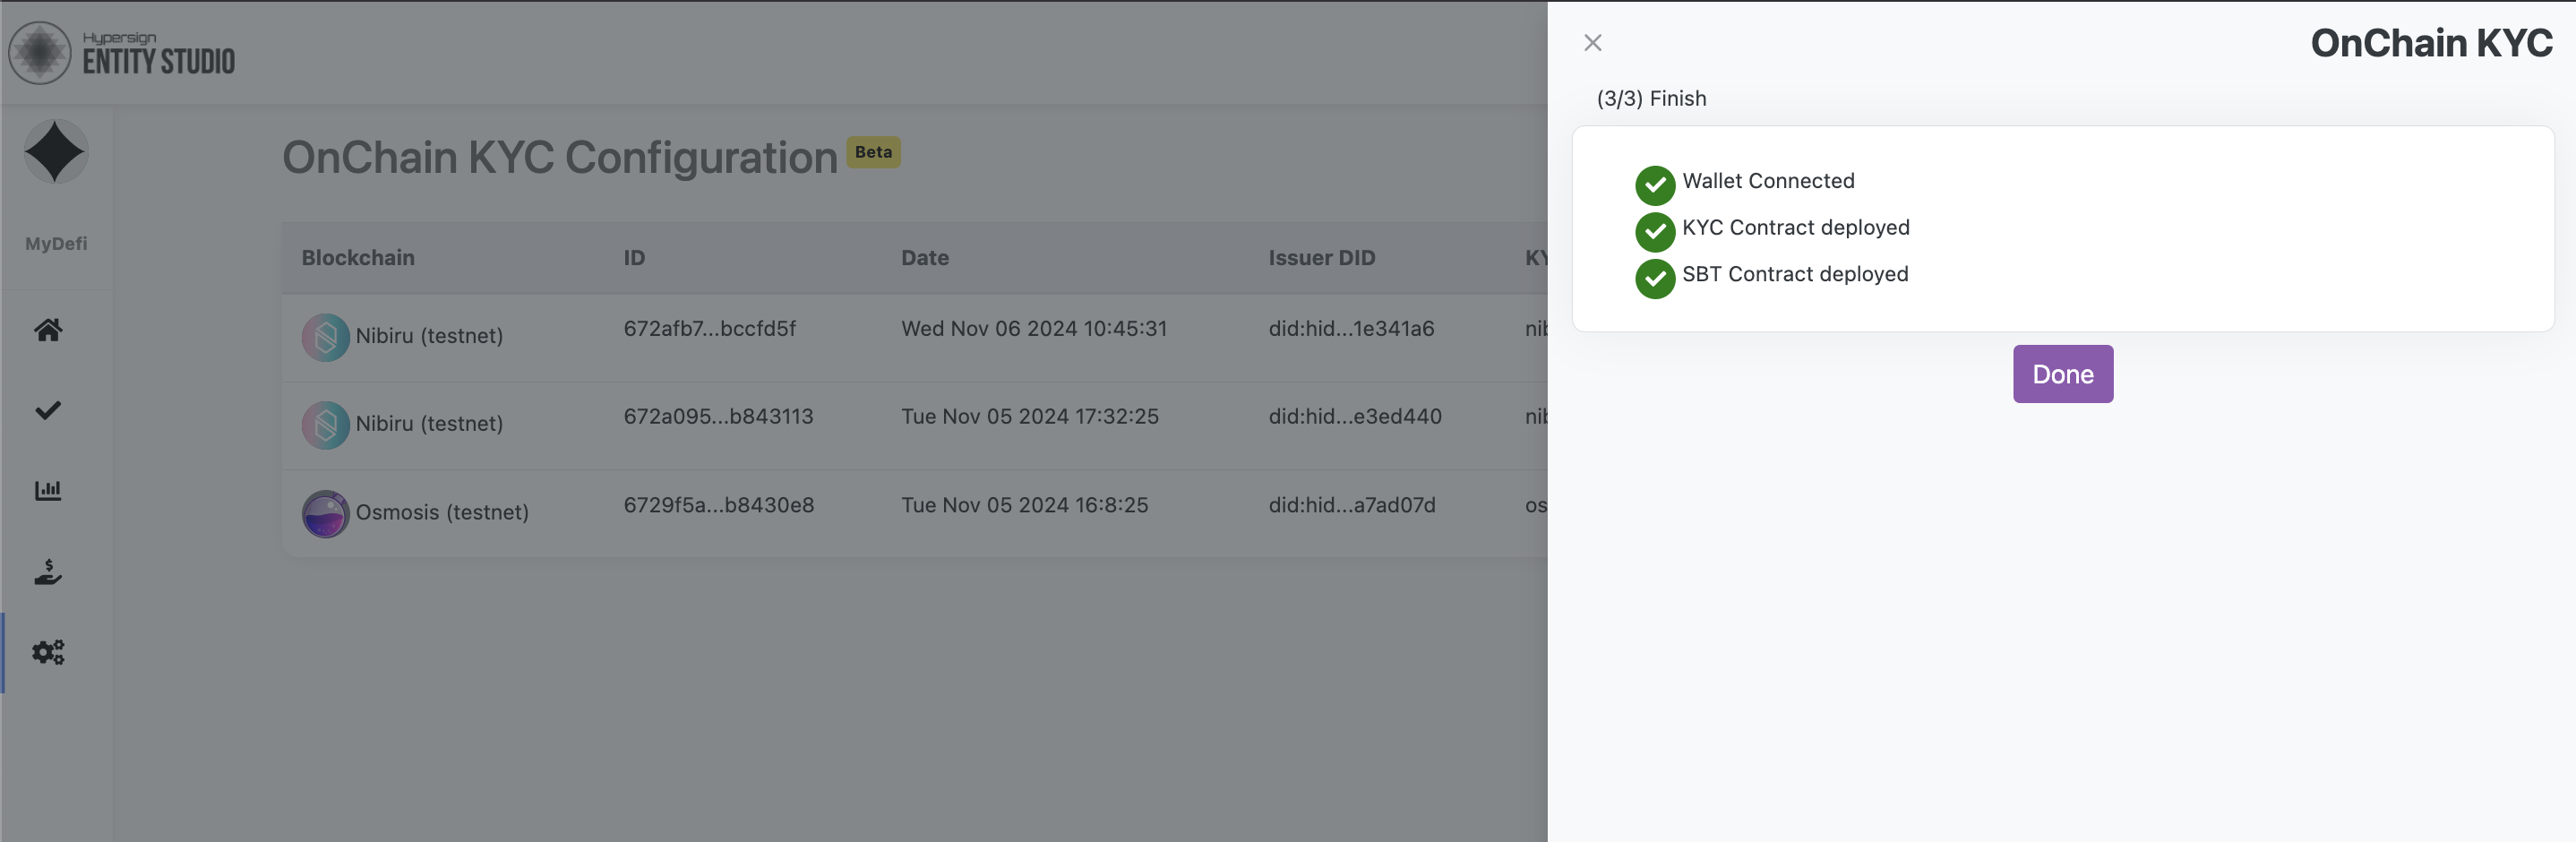 Hypersign
ENTITY STUDIO
MyDefi
OnChain KYC Configuration Beta
Blockchain ID Date Issuer DID KY
Nibiru (testnet) 672afb7...bccfd5f Wed Nov 06 2024 10:45:31 did:hid...1e341a6 nib
Nibiru (testnet) 672a095...b843113 Tue Nov 05 2024 17:32:25 did:hid...e3ed440 nib
Osmosis (testnet) 6729f5a...b8430e8 Tue Nov 05 2024 16:8:25 did:hid...a7ad07d os
OnChain KYC
(3/3) Finish
Wallet Connected
KYC Contract deployed
SBT Contract deployed
Done